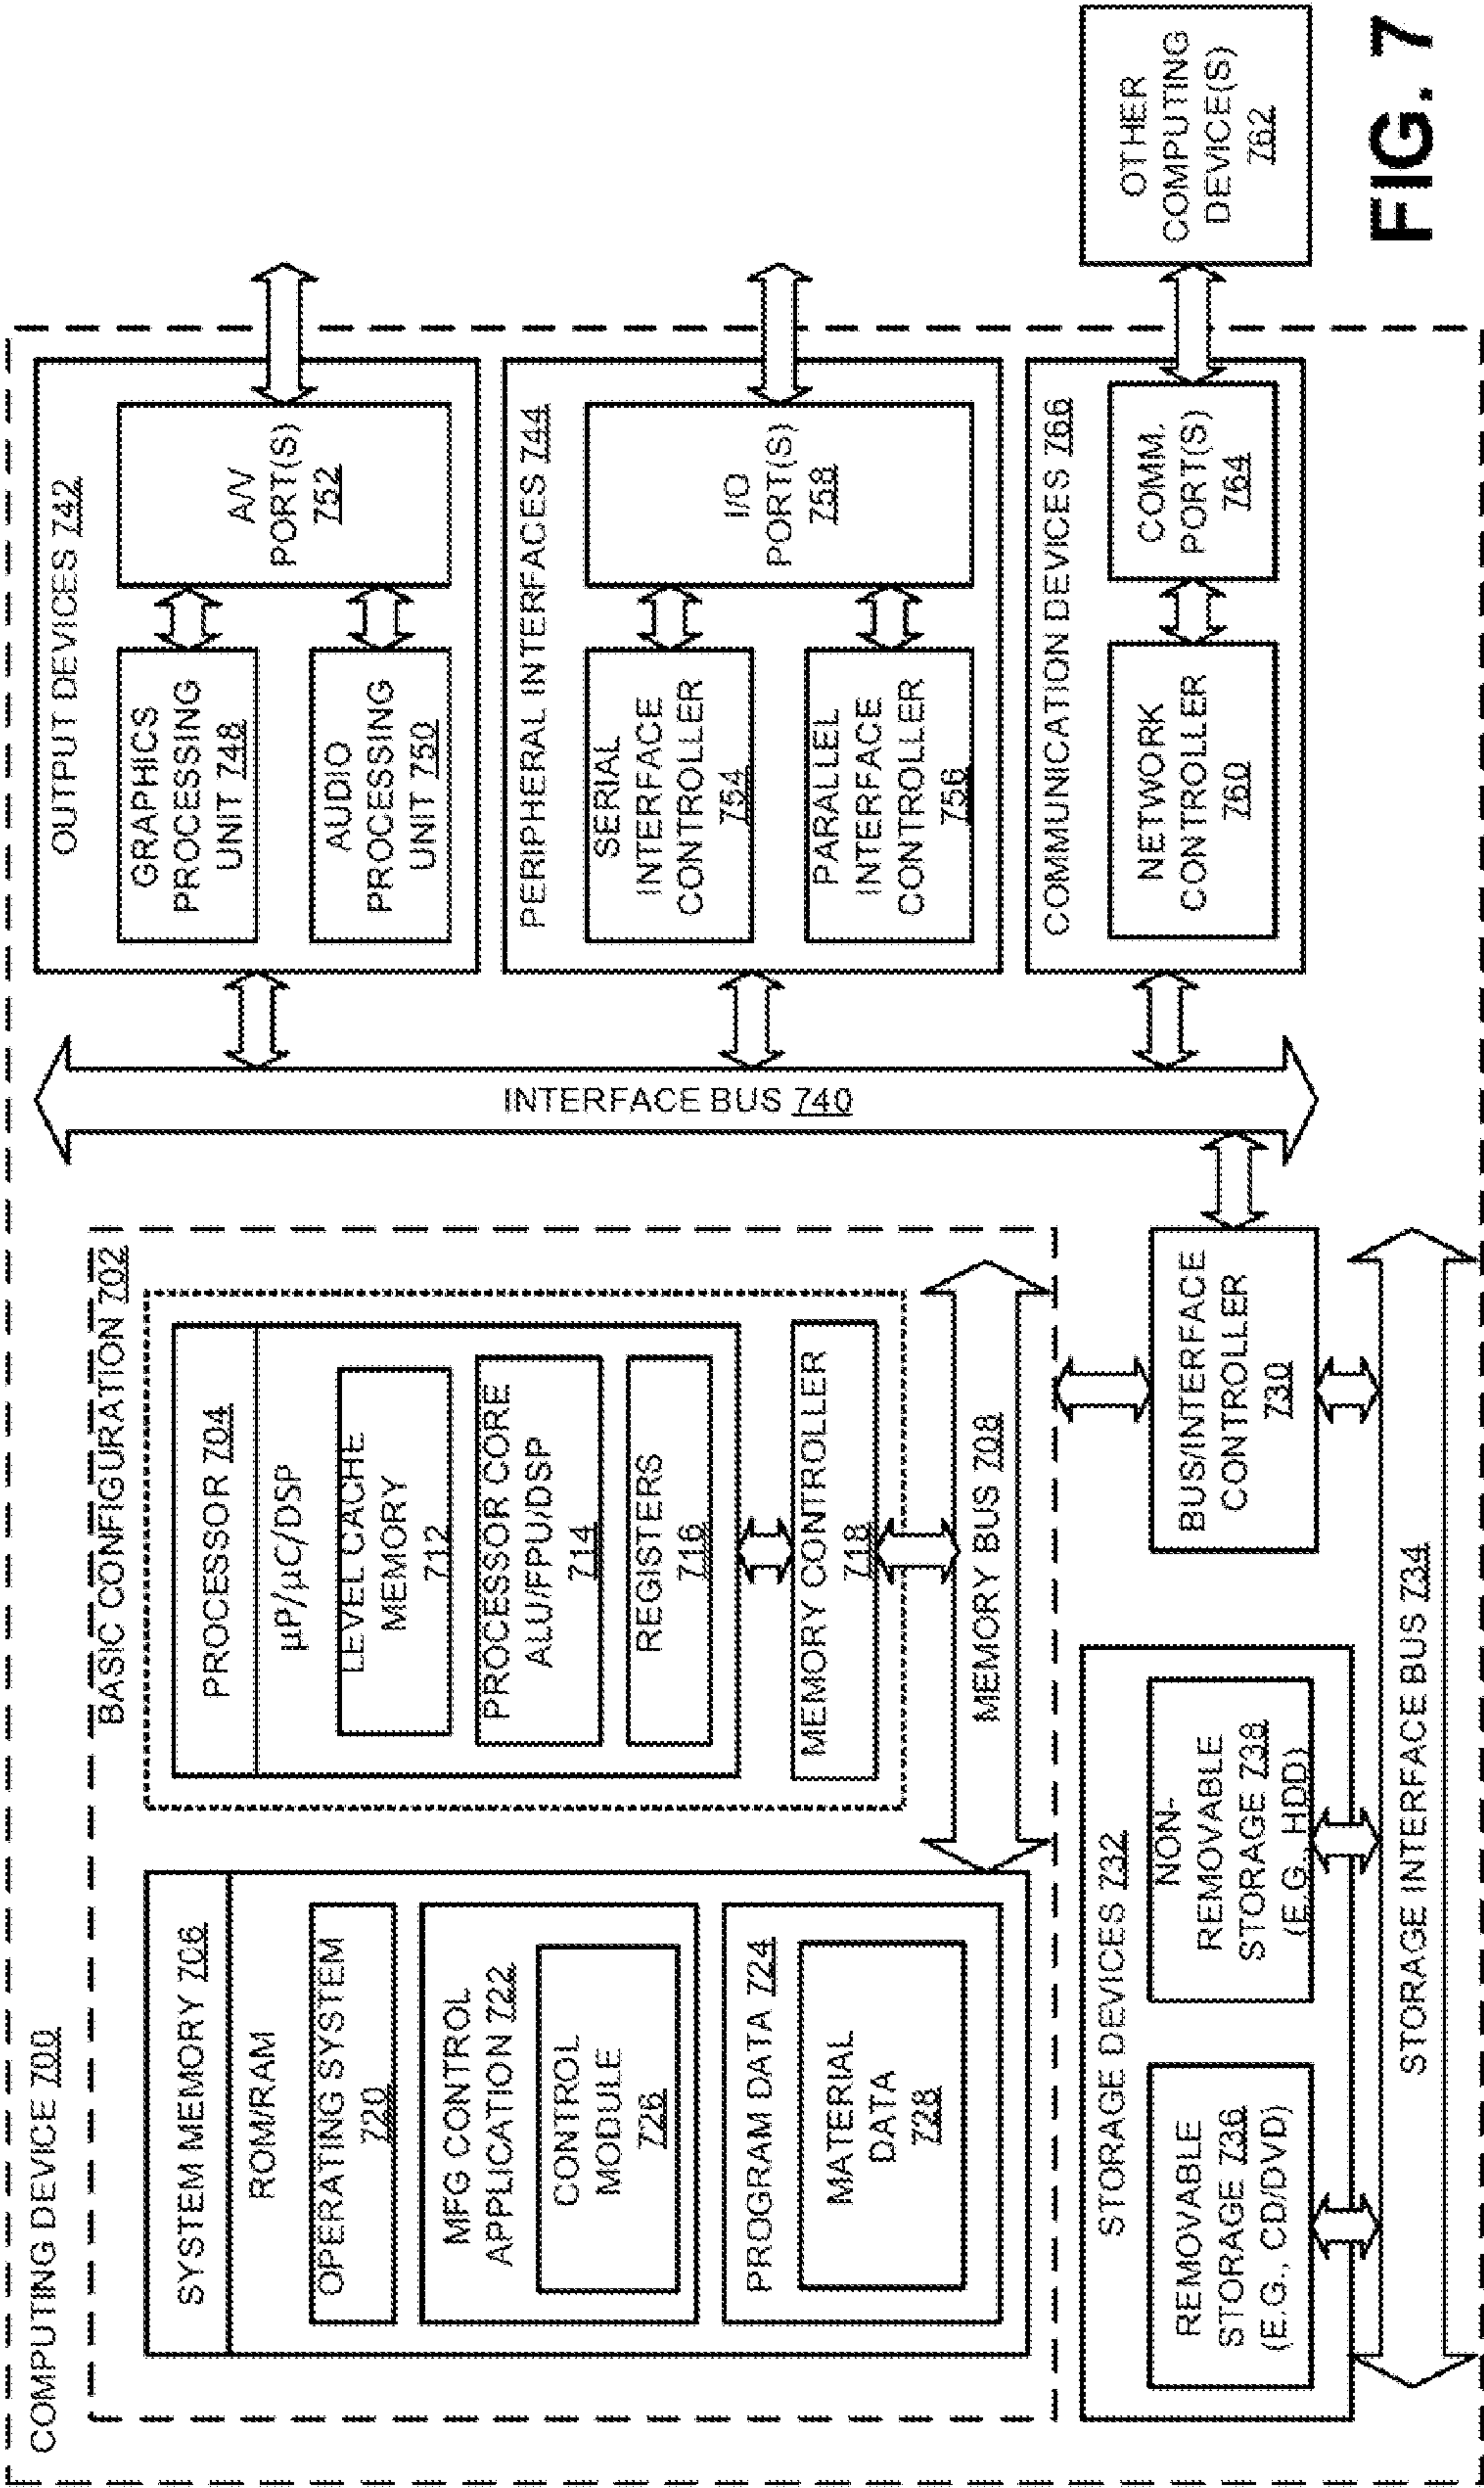 COMPUTING DEVICE 700
BASIC CONFIGURATION 702
SYSTEM MEMORY 706
ROM/RAM
OPERATING SYSTEM
720
MFG CONTROL
APPLICATION 722
CONTROL
MODULE
726
PROGRAM DATA 724
MATERIAL
DATA
728
PROCESSOR 704
µP/µC/DSP
LEVEL CACHE
MEMORY
712
PROCESSOR CORE
ALU/FPU/DSP
714
REGISTERS
716
MEMORY CONTROLLER
718
MEMORY BUS 708
STORAGE DEVICES 732
REMOVABLE
STORAGE 736
(E.G., CD/DVD)
NON-
REMOVABLE
STORAGE 738
(E.G., HDD)
BUS/INTERFACE
CONTROLLER
730
STORAGE INTERFACE BUS 734
INTERFACE BUS 740
OUTPUT DEVICES 742
GRAPHICS
PROCESSING
UNIT 748
AUDIO
PROCESSING
UNIT 750
A/V
PORT(S)
752
PERIPHERAL INTERFACES 744
SERIAL
INTERFACE
CONTROLLER
754
PARALLEL
INTERFACE
CONTROLLER
756
I/O
PORT(S)
758
COMMUNICATION DEVICES 766
NETWORK
CONTROLLER
760
COMM.
PORT(S)
764
OTHER
COMPUTING
DEVICE(S)
762
FIG. 7